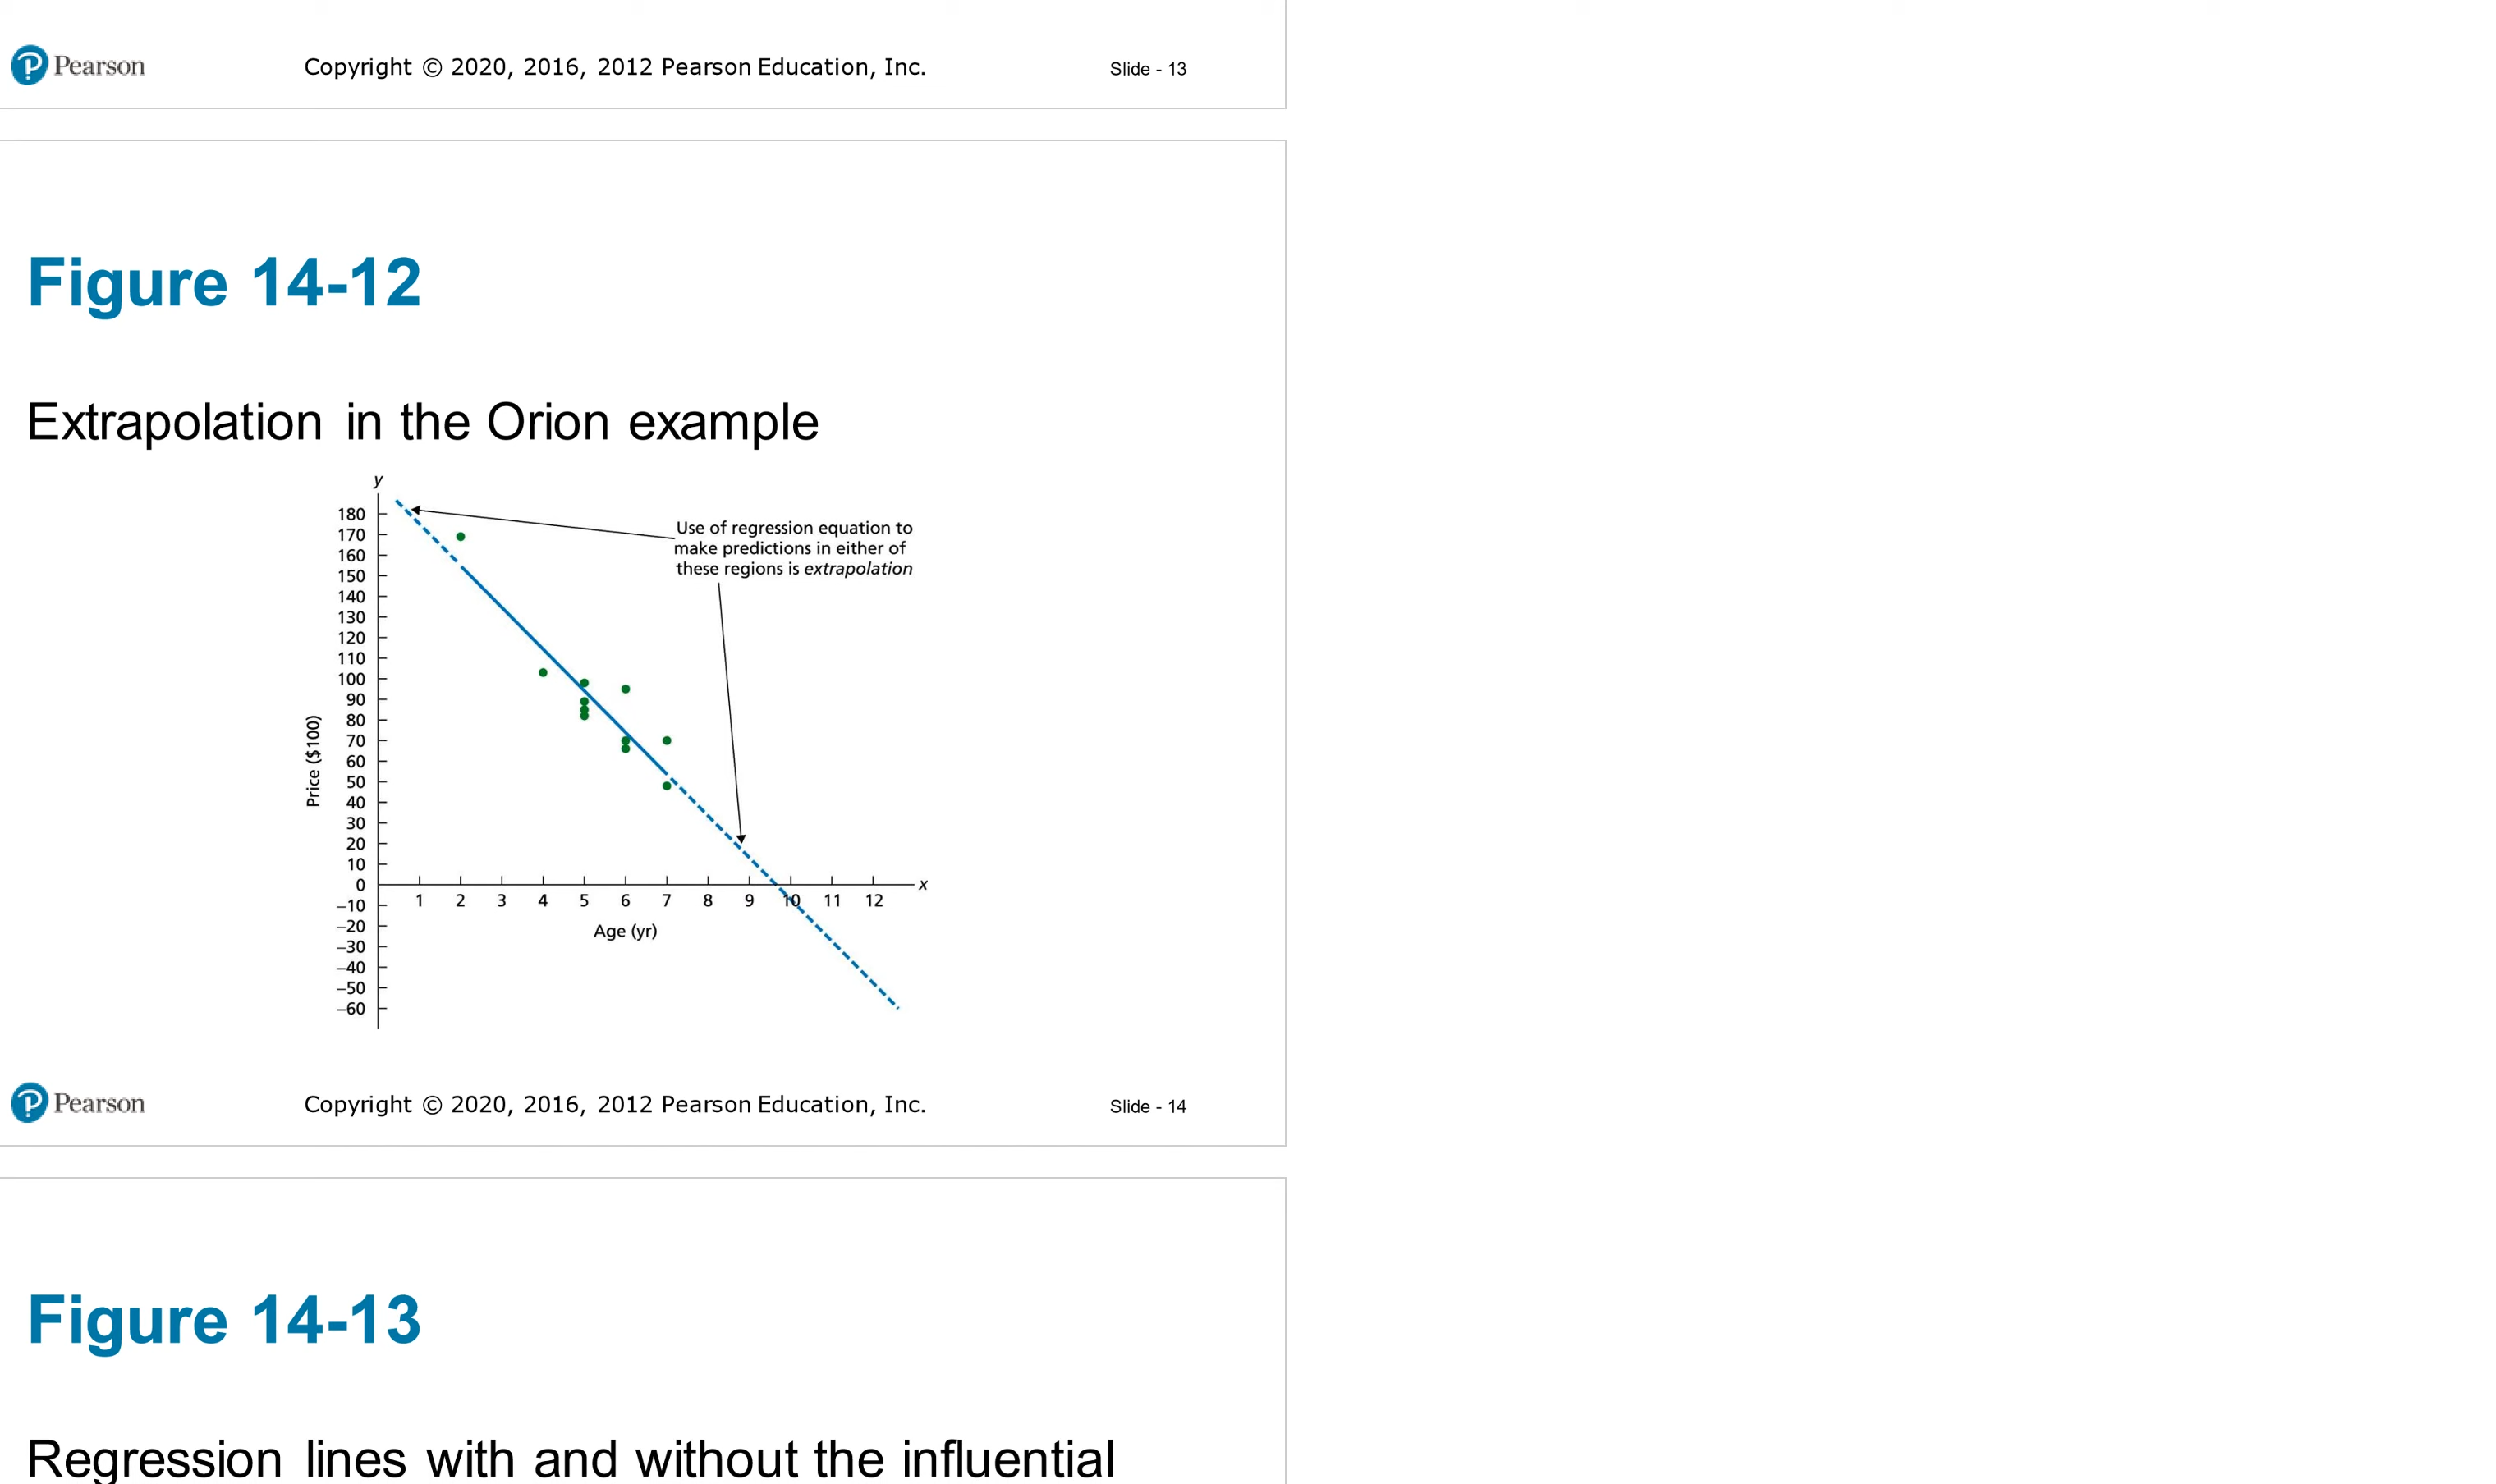 Pearson
Copyright © 2020, 2016, 2012 Pearson Education, Inc.
Slide - 13
Figure 14-12
Extrapolation in the Orion example
y
180
170
160
150
140
130
120
110
100
90
80
70
60
50
40
30
20
10
0
–10
–20
–30
–40
–50
–60
Price ($100)
Use of regression equation to
make predictions in either of
these regions is extrapolation
x
1 2 3 4 5 6 7 8 9 10 11 12
Age (yr)
Pearson
Copyright © 2020, 2016, 2012 Pearson Education, Inc.
Slide - 14
Figure 14-13
Regression lines with and without the influential